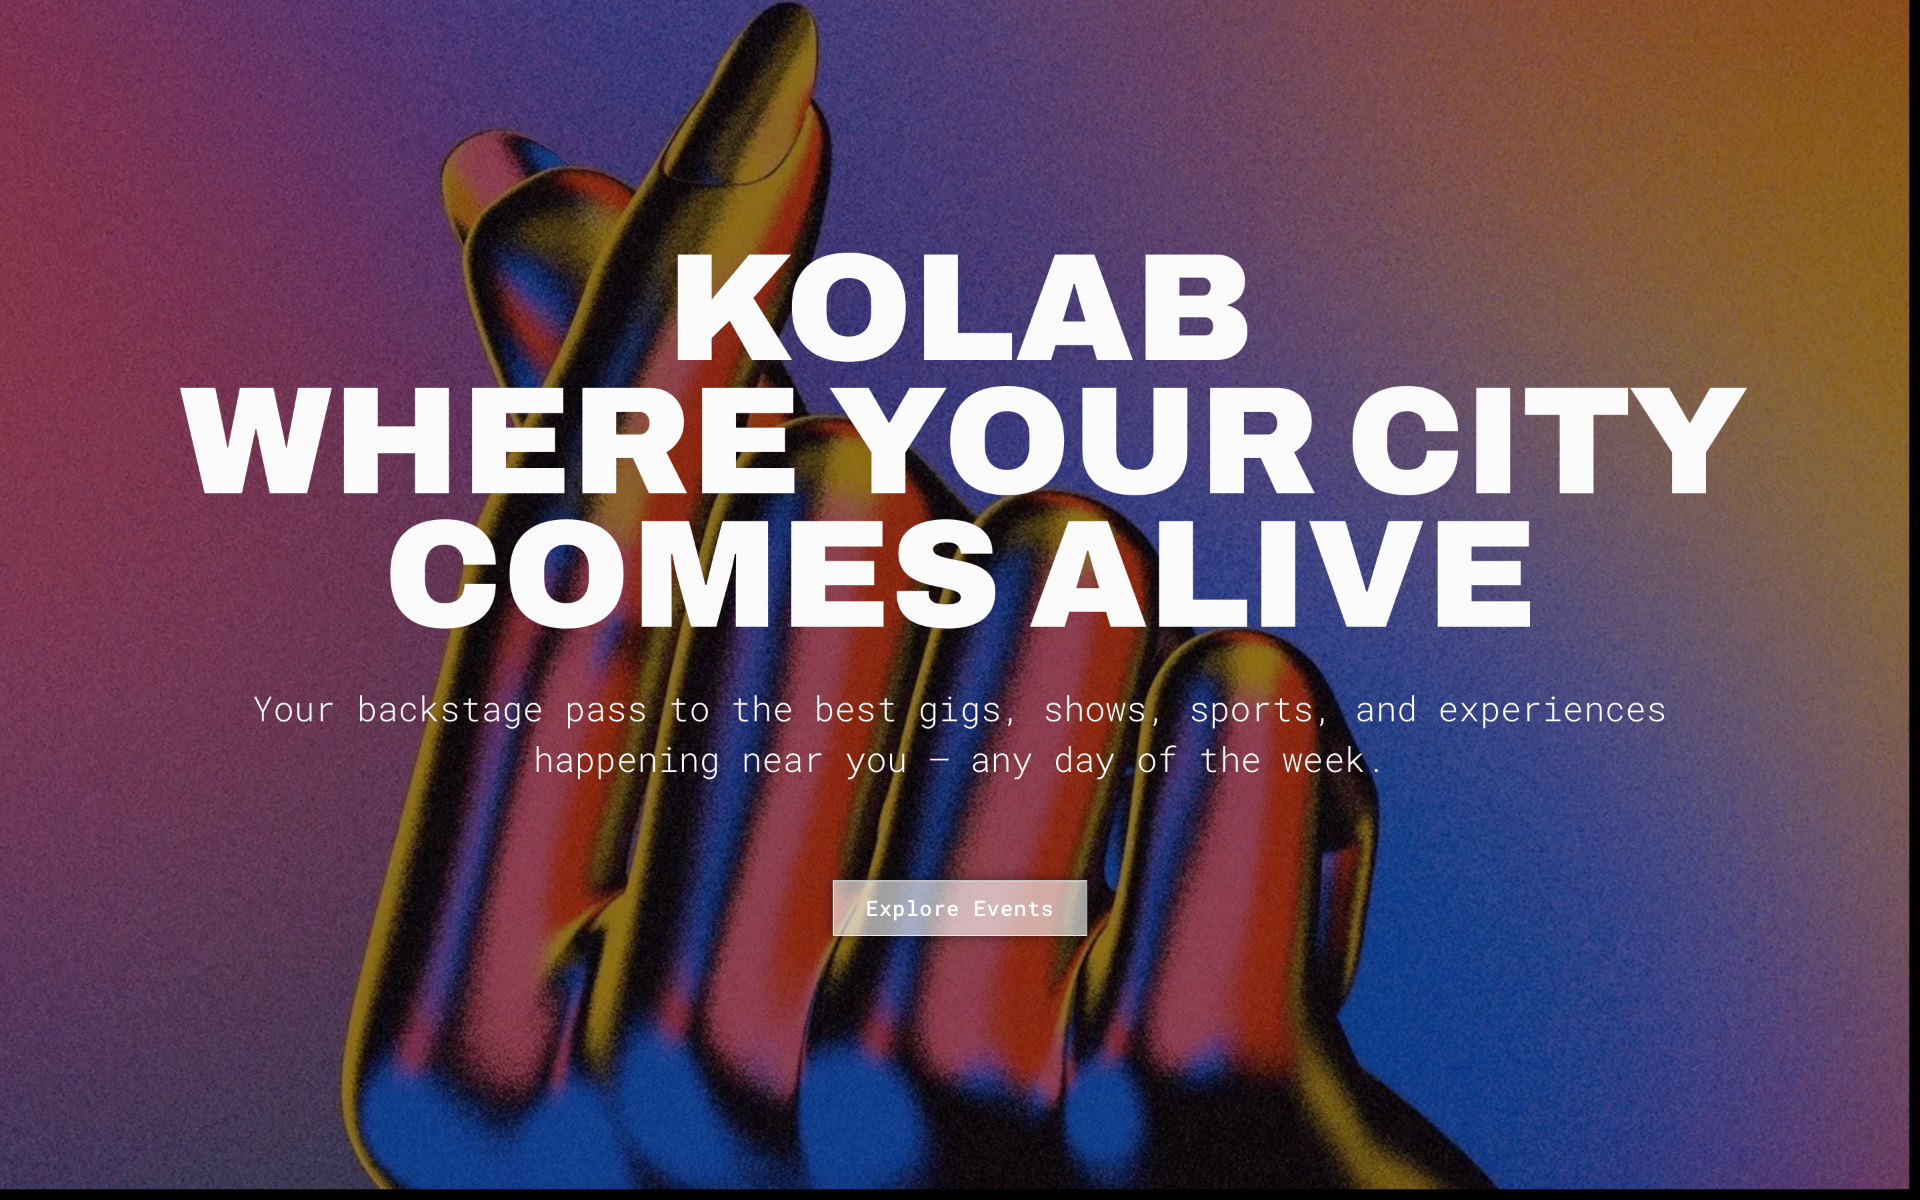 KOLAB
WHERE YOUR CITY
COMES ALIVE
Your backstage pass to the best gigs, shows, sports, and experiences
happening near you — any day of the week.
Explore Events